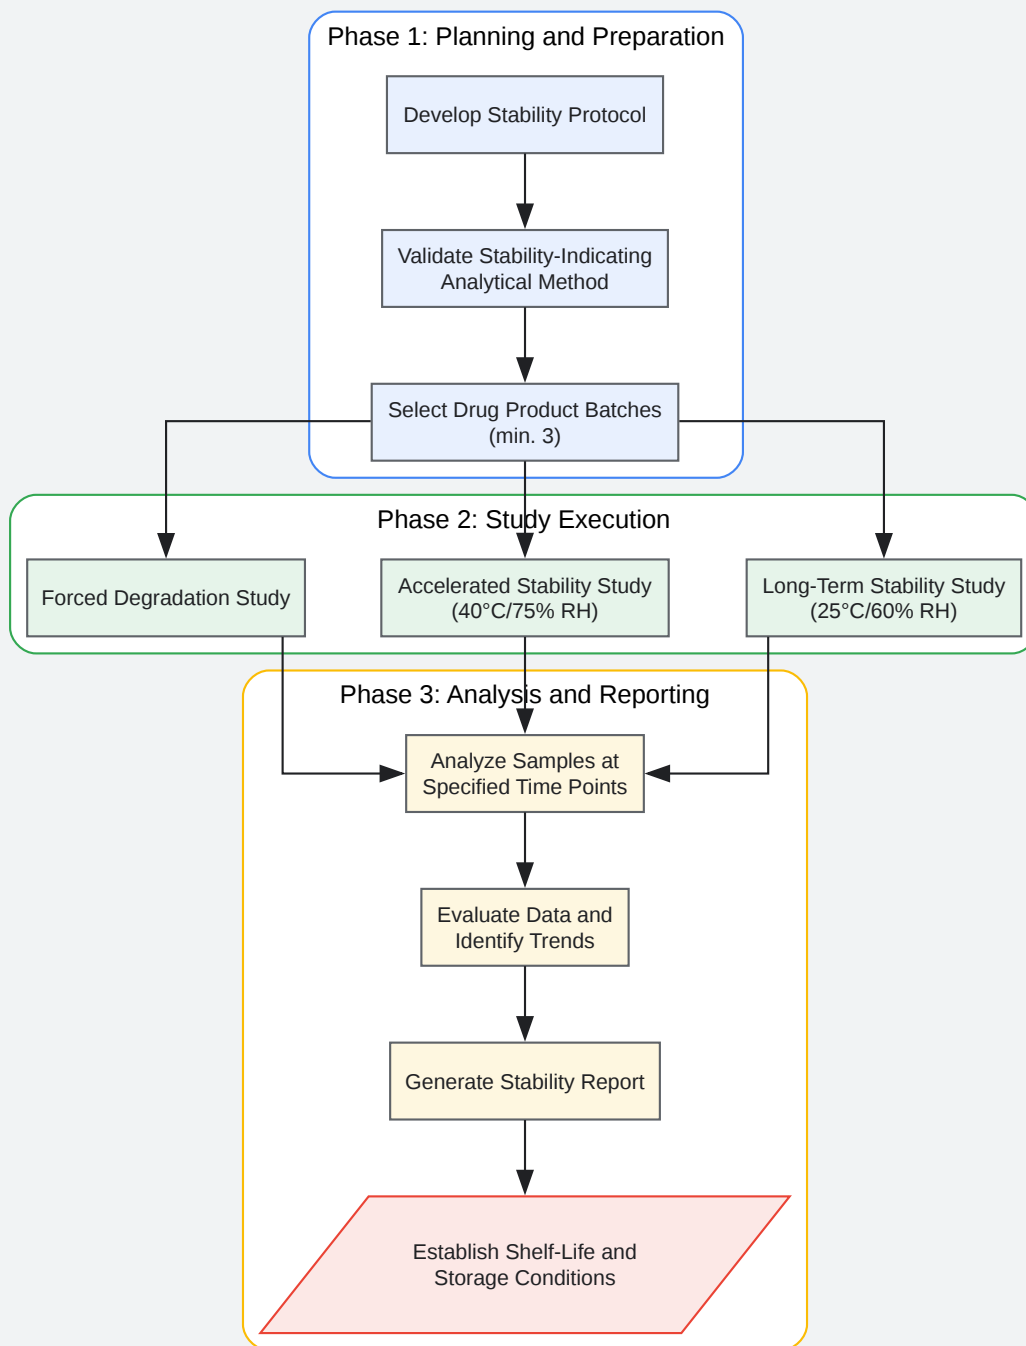 Phase 1: Planning and Preparation
Develop Stability Protocol
Validate Stability-Indicating
Analytical Method
Select Drug Product Batches
(min. 3)
Phase 2: Study Execution
Forced Degradation Study
Accelerated Stability Study
(40°C/75% RH)
Long-Term Stability Study
(25°C/60% RH)
Phase 3: Analysis and Reporting
Analyze Samples at
Specified Time Points
Evaluate Data and
Identify Trends
Generate Stability Report
Establish Shelf-Life and
Storage Conditions